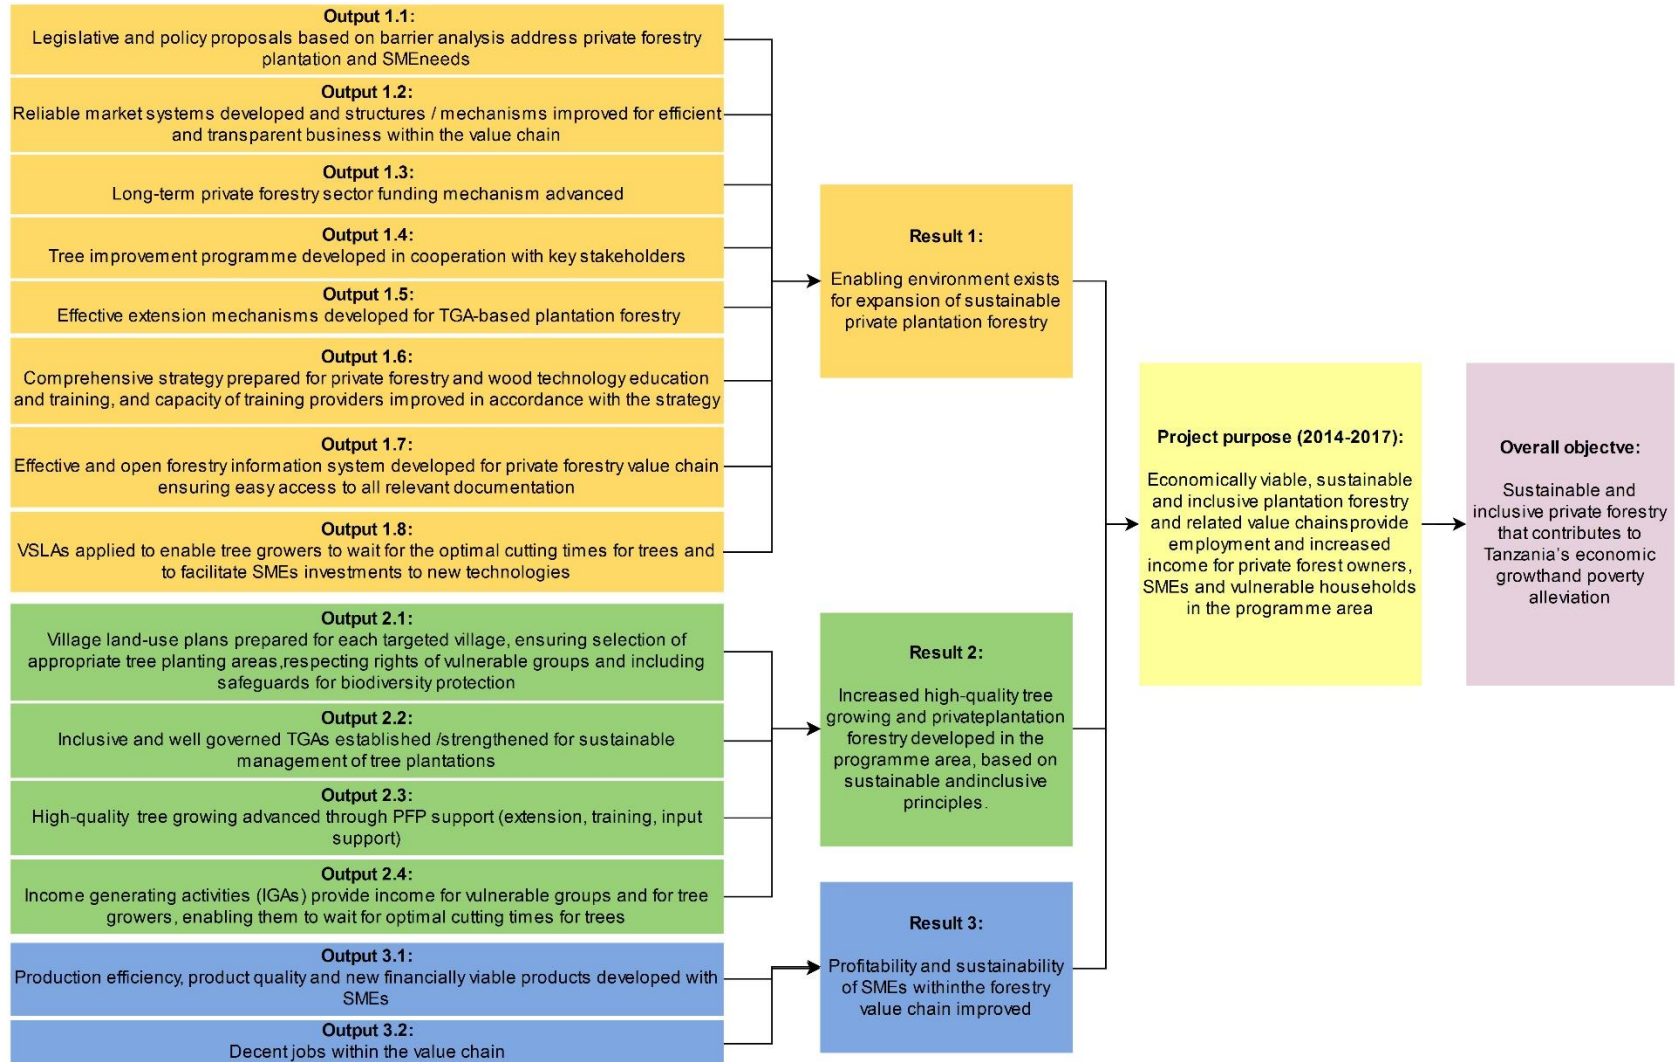 Output 1.1:
Legislative and policy proposals based on barrier analysis address private forestry
plantation and SMEneeds
Output 1.2:
Reliable market systems developed and structures / mechanisms improved for efficient
and transparent business within the value chain
Output 1.3:
Long-term private forestry sector funding mechanism advanced
Output 1.4:
Tree improvement programme developed in cooperation with key stakeholders
Output 1.5:
Effective extension mechanisms developed for TGA-based plantation forestry
Output 1.6:
Comprehensive strategy prepared for private forestry and wood technology education
and training, and capacity of training providers improved in accordance with the strategy
Output 1.7:
Effective and open forestry information system developed for private forestry value chain
ensuring easy access to all relevant documentation
Output 1.8:
VSLAs applied to enable tree growers to wait for the optimal cutting times for trees and
to facilitate SMEs investments to new technologies
Output 2.1:
Village land-use plans prepared for each targeted village, ensuring selection of
appropriate tree planting areas,respecting rights of vulnerable groups and including
safeguards for biodiversity protection
Output 2.2:
Inclusive and well governed TGAs established /strengthened for sustainable
management of tree plantations
Output 2.3:
High-quality tree growing advanced through PFP support (extension, training, input
support)
Output 2.4:
Income generating activities (IGAs) provide income for vulnerable groups and for tree
growers, enabling them to wait for optimal cutting times for trees
Output 3.1:
Production efficiency, product quality and new financially viable products developed with
SMEs
Output 3.2:
Decent jobs within the value chain
Result 1:
Enabling environment exists
for expansion of sustainable
private plantation forestry
Result 2:
Increased high-quality tree
growing and privateplantation
forestry developed in the
programme area, based on
sustainable andinclusive
principles.
Result 3:
Profitability and sustainability
of SMEs withinthe forestry
value chain improved
Project purpose (2014-2017):
Economically viable, sustainable
and inclusive plantation forestry
and related value chainsprovide
employment and increased
income for private forest owners,
SMEs and vulnerable households
in the programme area
Overall objectve:
Sustainable and
inclusive private forestry
that contributes to
Tanzania's economic
growthand poverty
alleviation